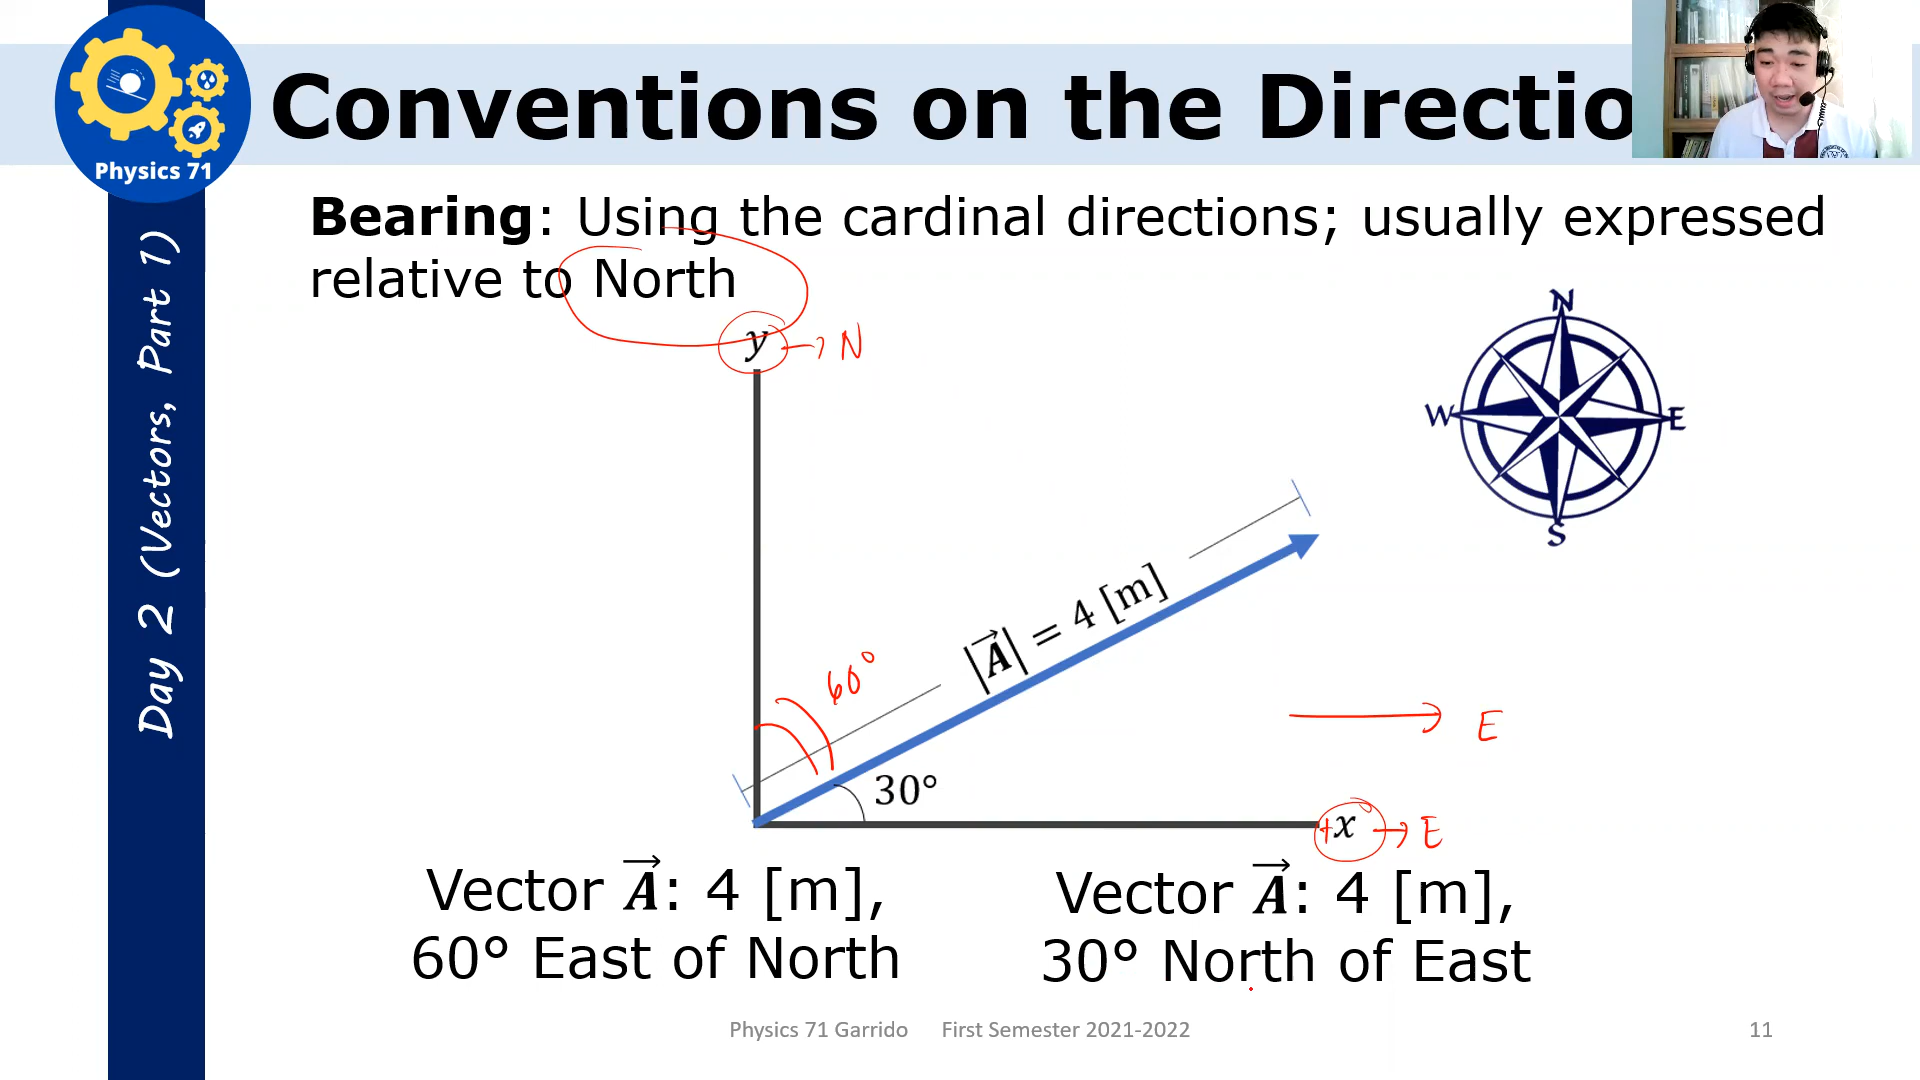 Conventions on the Directio
Physics 71
Day 2 (Vectors, Part 1)
Bearing: Using the cardinal directions; usually expressed
relative to North
y → N
N
W E
S
|A⃗| = 4 [m]
60°
30°
→ E
+x → E
Vector A⃗: 4 [m],
60° East of North
Vector A⃗: 4 [m],
30° North of East
Physics 71 Garrido First Semester 2021-2022 11